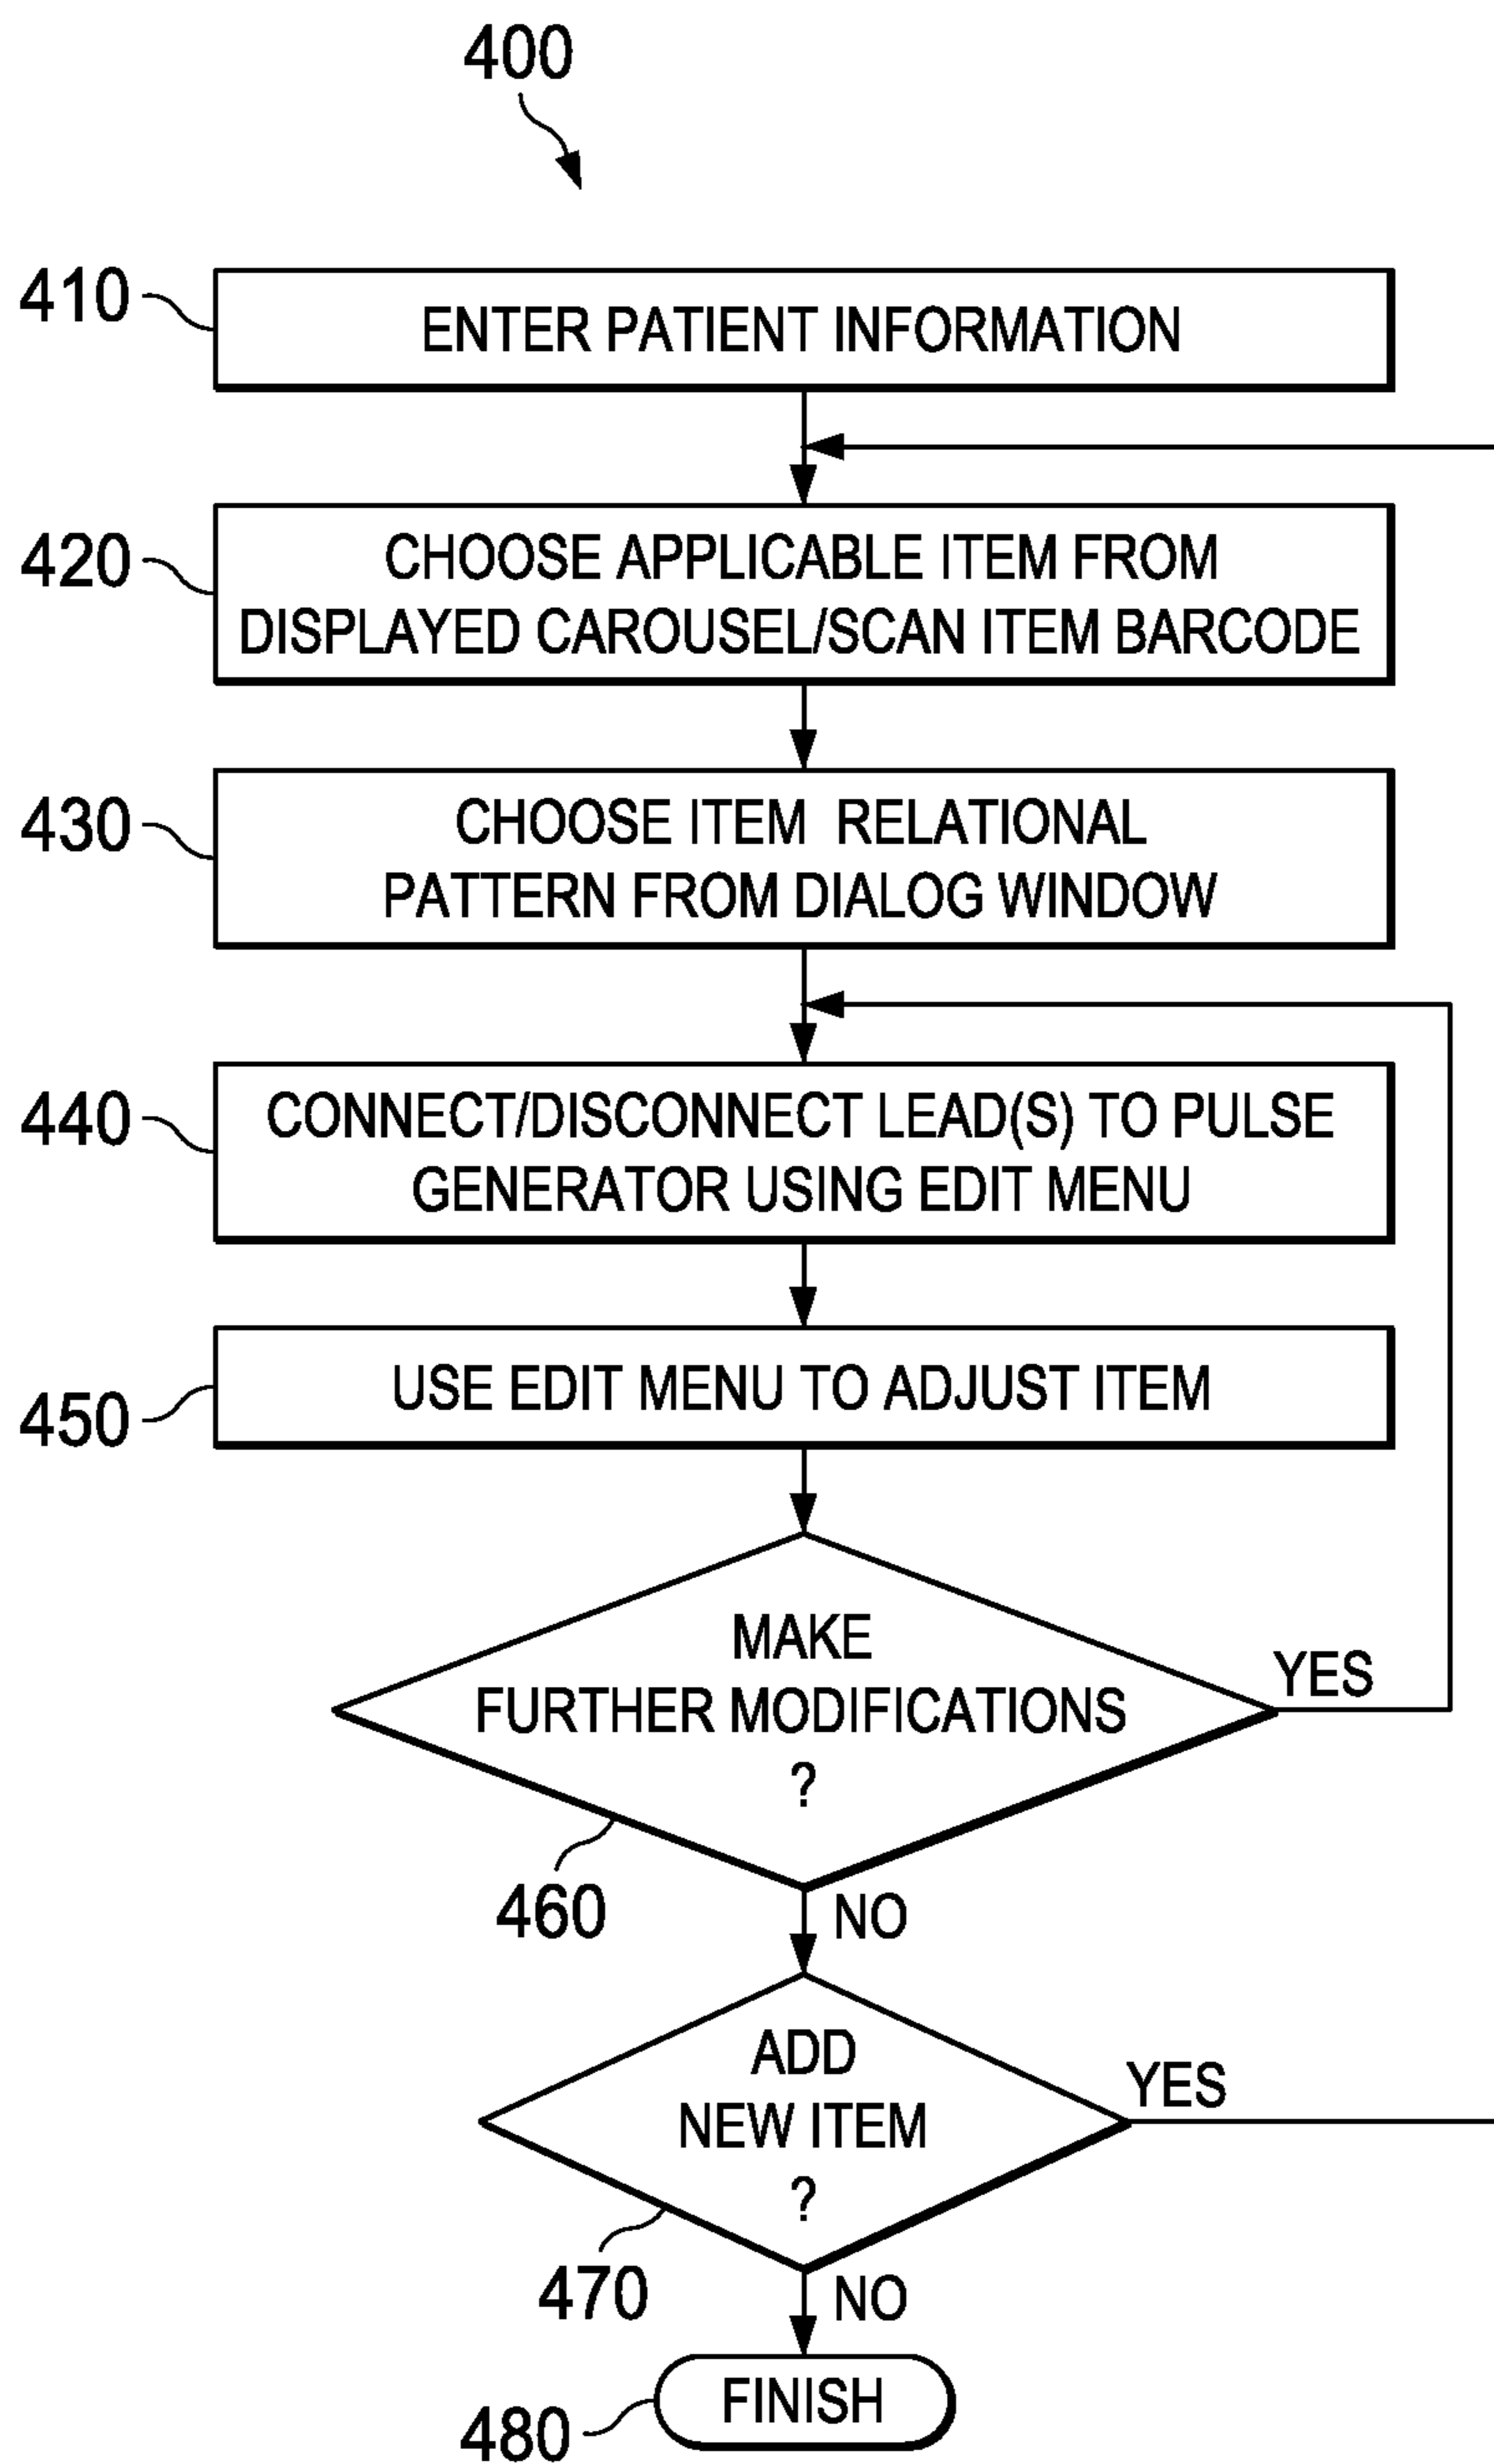 400
410
ENTER PATIENT INFORMATION
420
CHOOSE APPLICABLE ITEM FROM
DISPLAYED CAROUSEL/SCAN ITEM BARCODE
430
CHOOSE ITEM RELATIONAL
PATTERN FROM DIALOG WINDOW
440
CONNECT/DISCONNECT LEAD(S) TO PULSE
GENERATOR USING EDIT MENU
450
USE EDIT MENU TO ADJUST ITEM
MAKE
FURTHER MODIFICATIONS
?
YES
460
NO
ADD
NEW ITEM
?
YES
470
NO
FINISH
480